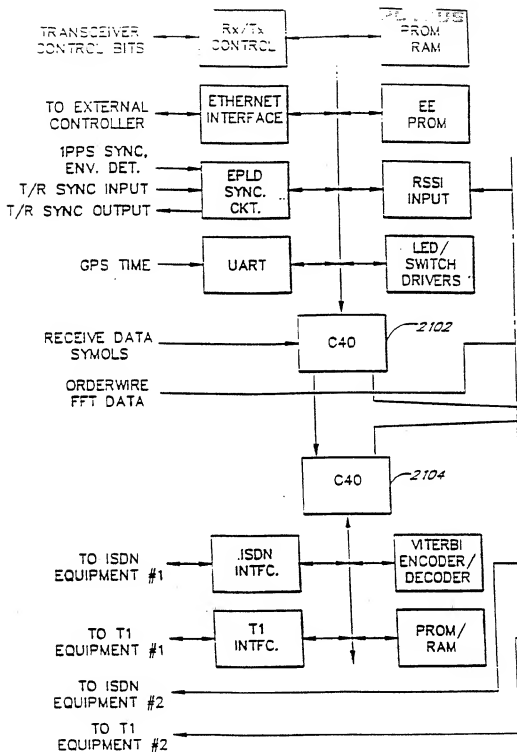 TRANSCEIVER
CONTROL BITS
Rx/Tx
CONTROL
PROM
RAM
TO EXTERNAL
CONTROLLER
ETHERNET
INTERFACE
EE
PROM
1PPS SYNC,
ENV. DET.
T/R SYNC INPUT
T/R SYNC OUTPUT
EPLD
SYNC.
CKT.
RSSI
INPUT
GPS TIME
UART
LED/
SWITCH
DRIVERS
RECEIVE DATA
SYMOLS
C40
2102
ORDERWIRE
FFT DATA
C40
2104
TO ISDN
EQUIPMENT #1
.ISDN
INTFC.
VITERBI
ENCODER/
DECODER
TO T1
EQUIPMENT #1
T1
INTFC.
PROM/
RAM
TO ISDN
EQUIPMENT #2
TO T1
EQUIPMENT #2